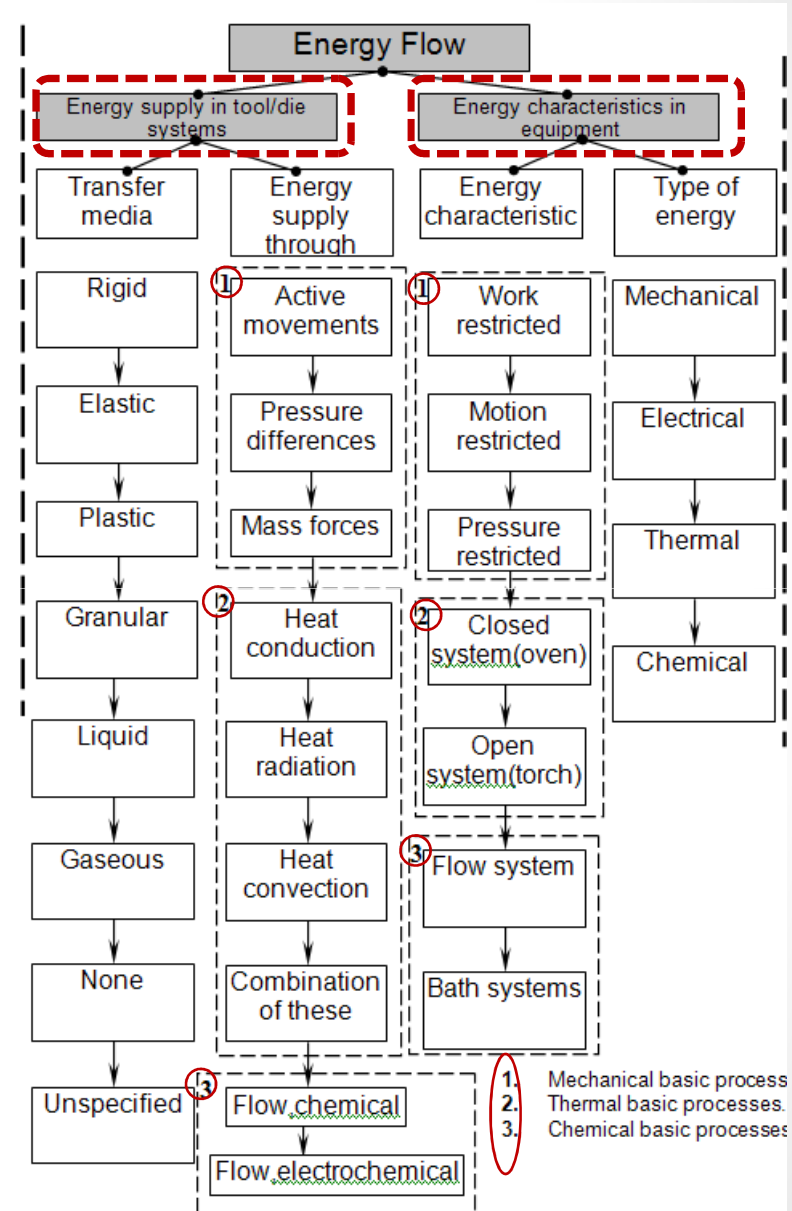 Energy Flow
Energy supply in tool/die
systems
Energy characteristics in
equipment
Transfer
media
Energy
supply
through
Energy
characteristic
Type of
energy
Rigid
Elastic
Plastic
Granular
Liquid
Gaseous
None
Unspecified
1
Active
movements
Pressure
differences
Mass forces
2
Heat
conduction
Heat
radiation
Heat
convection
Combination
of these
3
Flow,chemical
Flow,electrochemical
1
Work
restricted
Motion
restricted
Pressure
restricted
2
Closed
system(oven)
Open
system(torch)
3
Flow system
Bath systems
Mechanical
Electrical
Thermal
Chemical
1. Mechanical basic process
2. Thermal basic processes.
3. Chemical basic processes